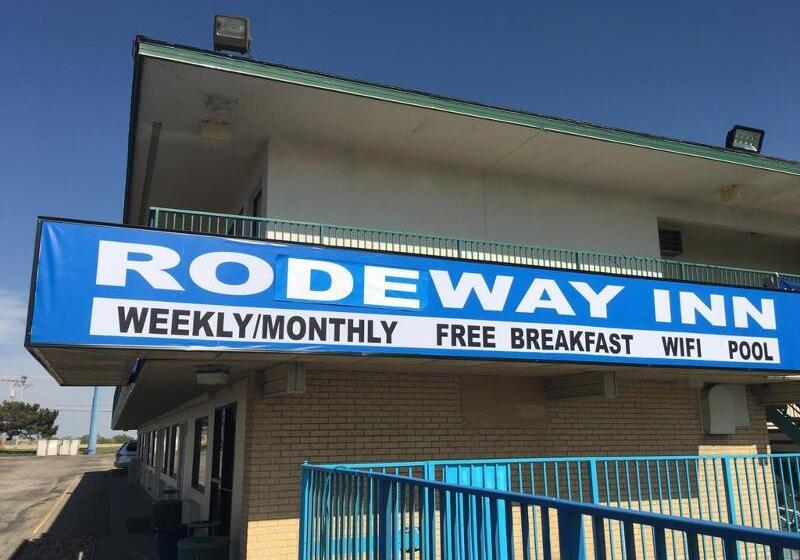 RODEWAY INN
WEEKLY/MONTHLY FREE BREAKFAST WIFI POOL